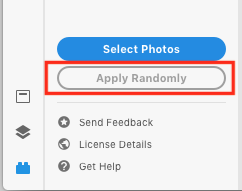 Select Photos
Apply Randomly
Send Feedback
License Details
Get Help